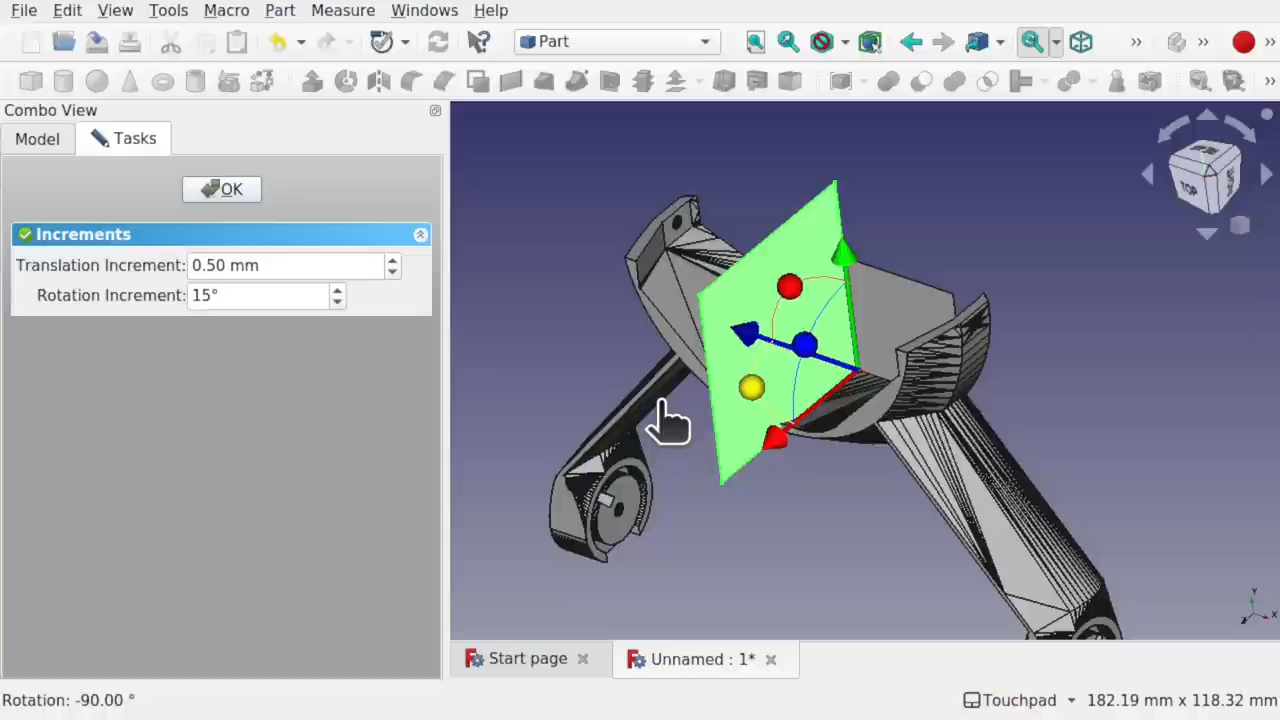 File Edit View Tools Macro Part Measure Windows Help
Part
Combo View
Model Tasks
OK
Increments
Translation Increment: 0.50 mm
Rotation Increment: 15°
TOP
Y
X
Z
Start page
Unnamed : 1*
Rotation: -90.00 °
Touchpad
182.19 mm x 118.32 mm